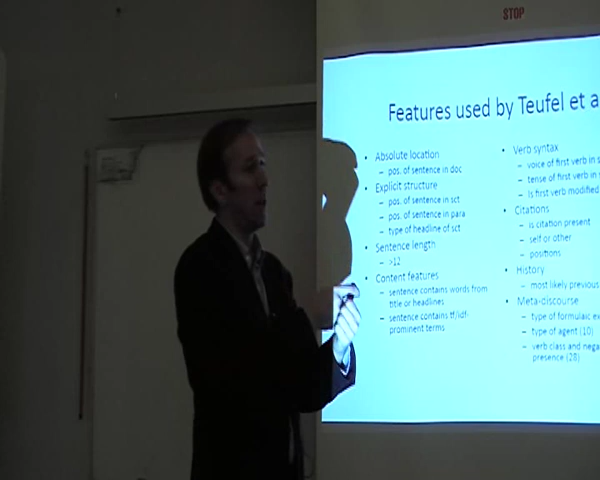 STOP
Features used by Teufel et a
• Absolute location
– pos. of sentence in doc
• Explicit structure
– pos. of sentence in sct
– pos. of sentence in para
– type of headline of sct
• Sentence length
– >12
• Content features
– sentence contains words from
title or headlines
– sentence contains tf/idf-
prominent terms
• Verb syntax
– voice of first verb in s
– tense of first verb in s
– Is first verb modified
• Citations
– is citation present
– self or other
– positions
• History
– most likely previous
• Meta-discourse
– type of formulaic ex
– type of agent (10)
– verb class and nega
presence (28)